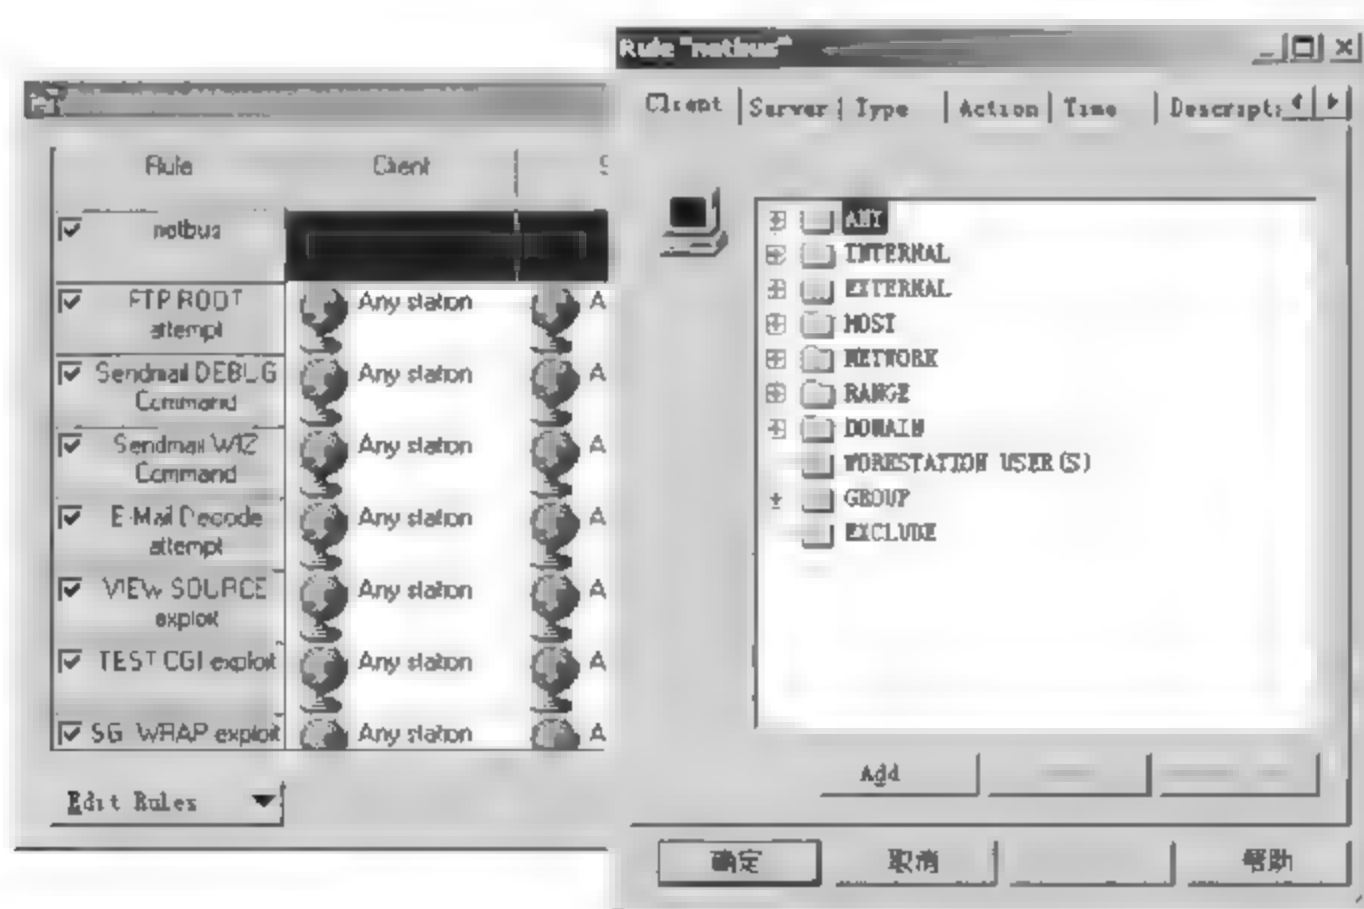 Rule "netbus"
Client Server Type Action Time Descripti
Rule Client S
netbus
FTP ROOT
attempt
Any station A
Sendmail DEBUG
Command
Any station A
Sendmail WIZ
Command
Any station A
E-Mail Decode
attempt
Any station A
VIEW SOURCE
exploit
Any station A
TEST CGI exploit
Any station A
SG WRAP exploit
Any station A
Edit Rules
ANY
INTERNAL
EXTERNAL
HOST
NETWORK
RANGE
DOMAIN
WORKSTATION USER(S)
GROUP
EXCLUDE
Add
确定 取消 帮助